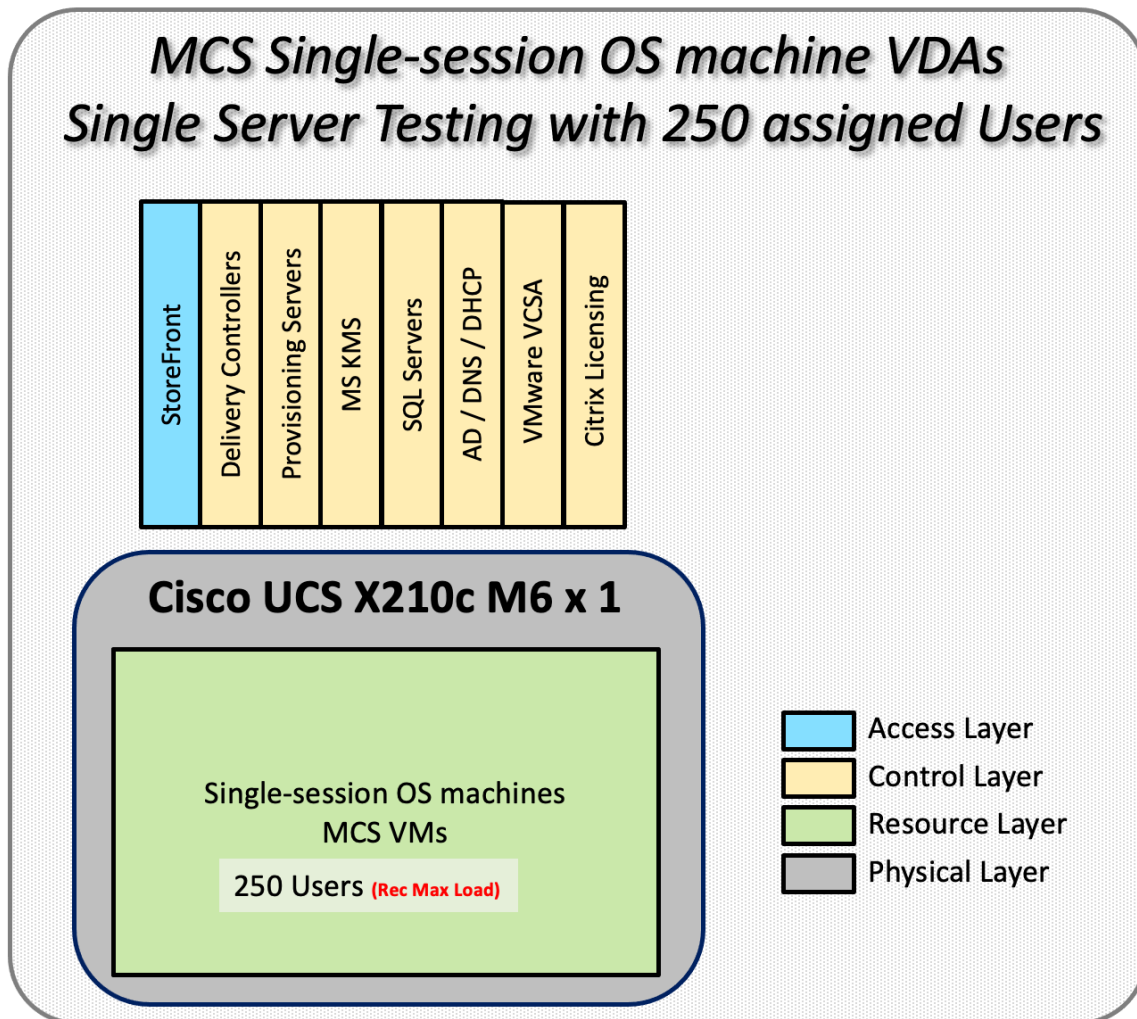 MCS Single-session OS machine VDAs
Single Server Testing with 250 assigned Users
StoreFront
Delivery Controllers
Provisioning Servers
MS KMS
SQL Servers
AD / DNS / DHCP
VMware VCSA
Citrix Licensing
Cisco UCS X210c M6 x 1
Single-session OS machines
MCS VMs
250 Users (Rec Max Load)
Access Layer
Control Layer
Resource Layer
Physical Layer